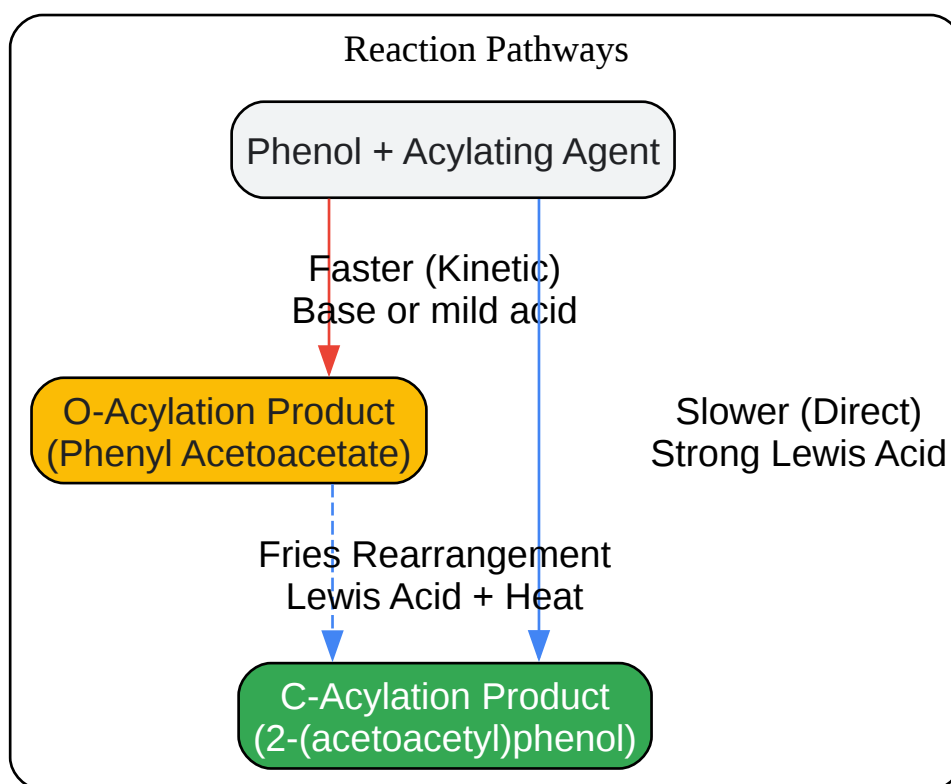 Reaction Pathways
Phenol + Acylating Agent
Faster (Kinetic)
Base or mild acid
O-Acylation Product
(Phenyl Acetoacetate)
Slower (Direct)
Strong Lewis Acid
Fries Rearrangement
Lewis Acid + Heat
C-Acylation Product
(2-(acetoacetyl)phenol)